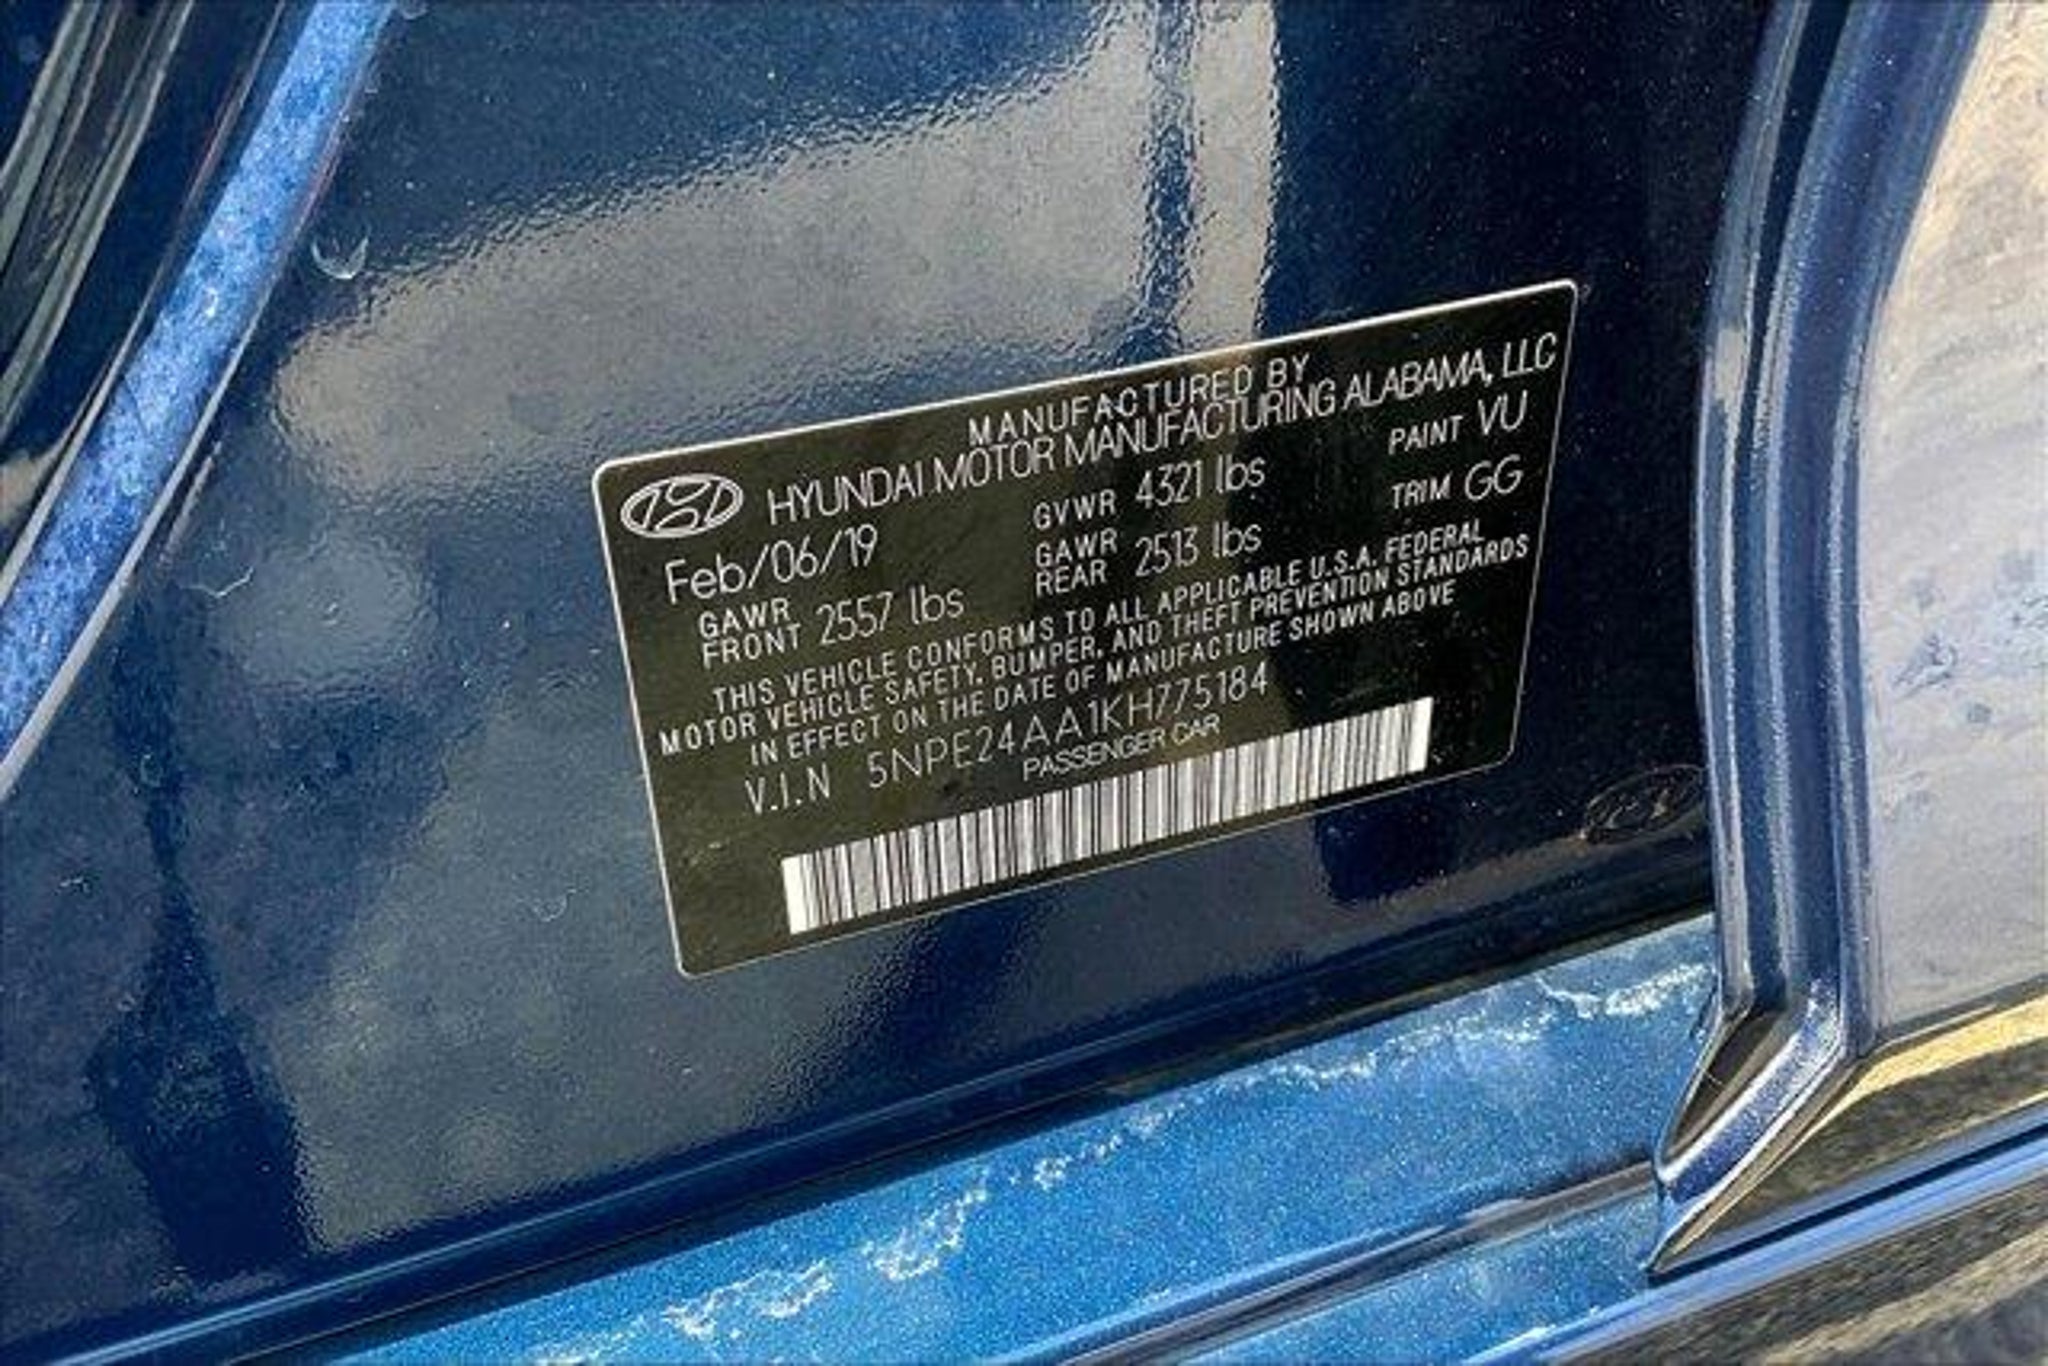 MANUFACTURED BY
HYUNDAI MOTOR MANUFACTURING ALABAMA, LLC
Feb/06/19 GVWR 4321 lbs PAINT VU
GAWR FRONT 2557 lbs GAWR REAR 2513 lbs TRIM GG
THIS VEHICLE CONFORMS TO ALL APPLICABLE U.S.A. FEDERAL
MOTOR VEHICLE SAFETY, BUMPER, AND THEFT PREVENTION STANDARDS
IN EFFECT ON THE DATE OF MANUFACTURE SHOWN ABOVE
V.I.N 5NPE24AA1KH775184
PASSENGER CAR